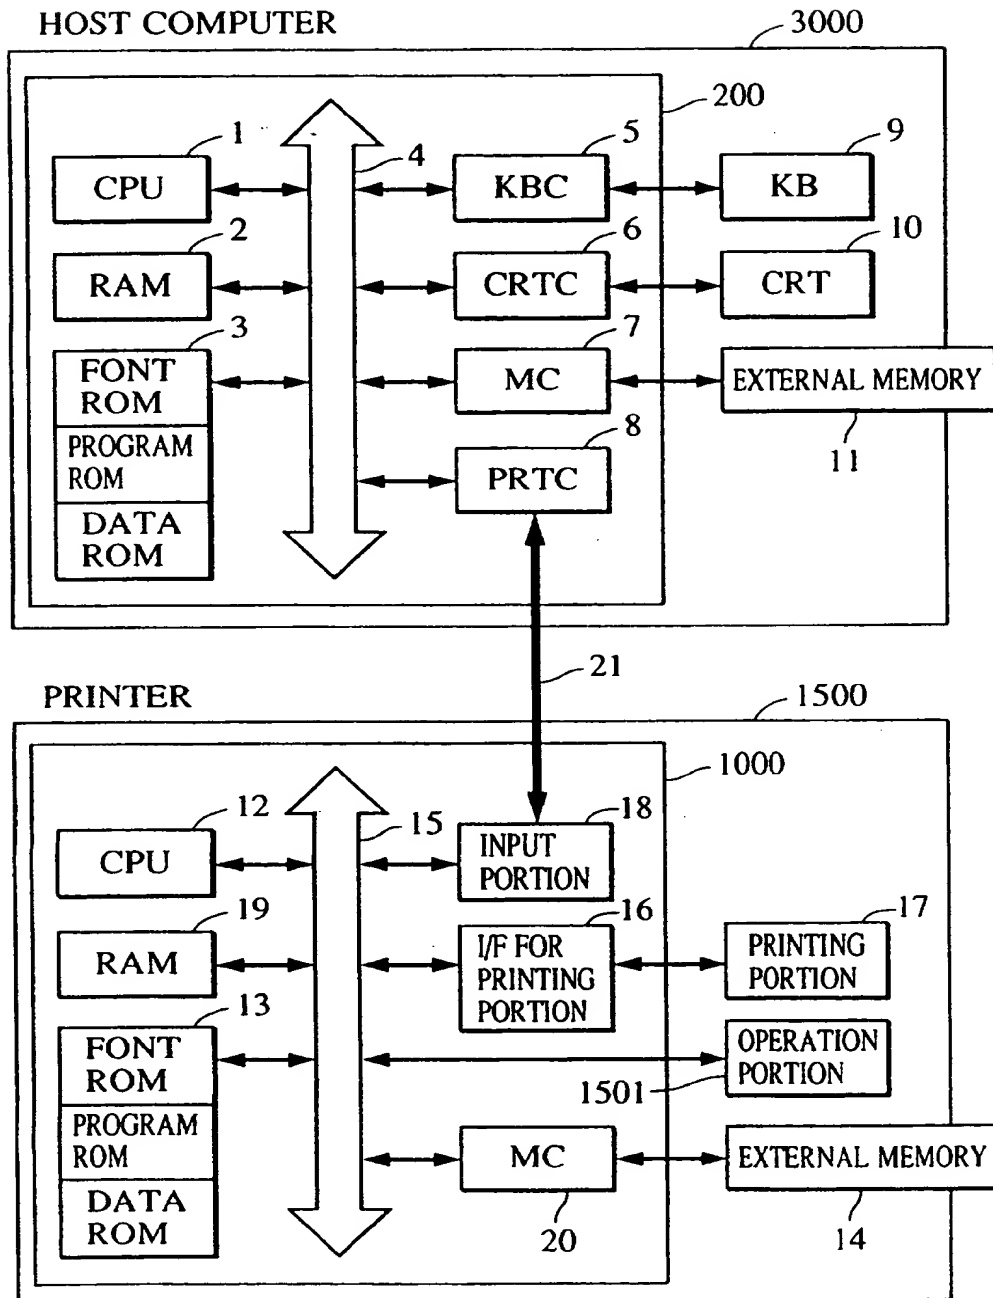 HOST COMPUTER
3000
200
1
CPU
4
5
KBC
9
KB
2
RAM
6
CRTC
10
CRT
3
FONT
ROM
PROGRAM
ROM
DATA
ROM
7
MC
EXTERNAL MEMORY
11
8
PRTC
21
PRINTER
1500
1000
12
CPU
15
18
INPUT
PORTION
19
RAM
16
I/F FOR
PRINTING
PORTION
17
PRINTING
PORTION
13
FONT
ROM
PROGRAM
ROM
DATA
ROM
OPERATION
PORTION
1501
MC
20
EXTERNAL MEMORY
14